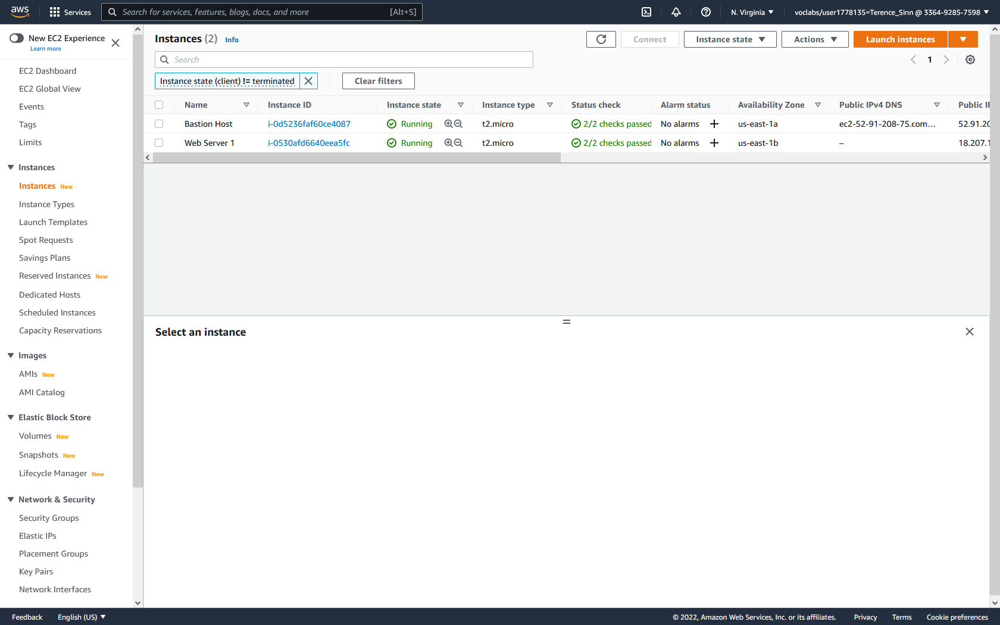 aws
Services
Search for services, features, blogs, docs, and more
[Alt+S]
N. Virginia
voclabs/user1778135=Terence_Sinn @ 3364-9285-7598
New EC2 Experience
Learn more
EC2 Dashboard
EC2 Global View
Events
Tags
Limits
Instances
Instances New
Instance Types
Launch Templates
Spot Requests
Savings Plans
Reserved Instances New
Dedicated Hosts
Scheduled Instances
Capacity Reservations
Images
AMIs New
AMI Catalog
Elastic Block Store
Volumes New
Snapshots New
Lifecycle Manager New
Network & Security
Security Groups
Elastic IPs
Placement Groups
Key Pairs
Network Interfaces
Instances (2) Info
Connect
Instance state
Actions
Launch instances
Search
1
Instance state (client) != terminated
Clear filters
Name Instance ID Instance state Instance type Status check Alarm status Availability Zone Public IPv4 DNS Public IP
Bastion Host i-0d5236faf60ce4087 Running t2.micro 2/2 checks passed No alarms + us-east-1a ec2-52-91-208-75.com... 52.91.20
Web Server 1 i-0530afd6640eea5fc Running t2.micro 2/2 checks passed No alarms + us-east-1b – 18.207.1
Select an instance
Feedback
English (US)
© 2022, Amazon Web Services, Inc. or its affiliates.
Privacy
Terms
Cookie preferences